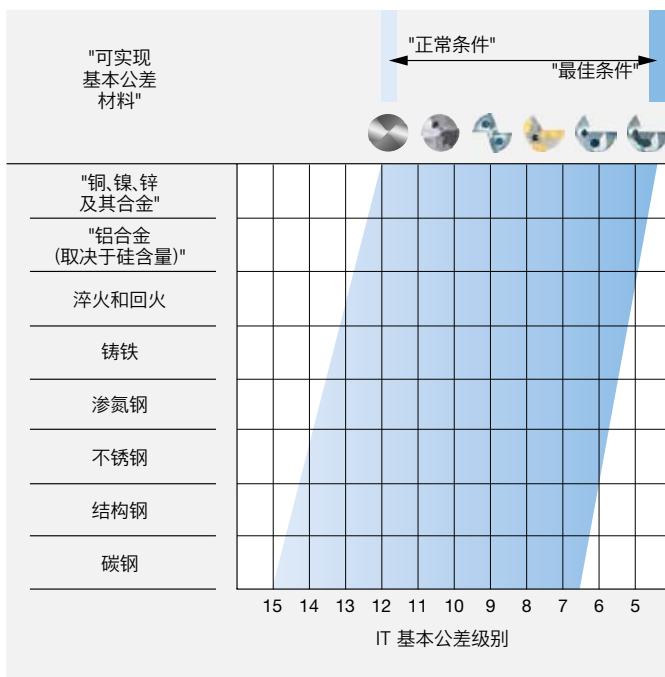 "可实现
基本公差
材料"
"正常条件"
"最佳条件"
"铜、镍、锌
及其合金"
"铝合金
(取决于硅含量)"
淬火和回火
铸铁
渗氮钢
不锈钢
结构钢
碳钢
15 14 13 12 11 10 9 8 7 6 5
IT 基本公差级别